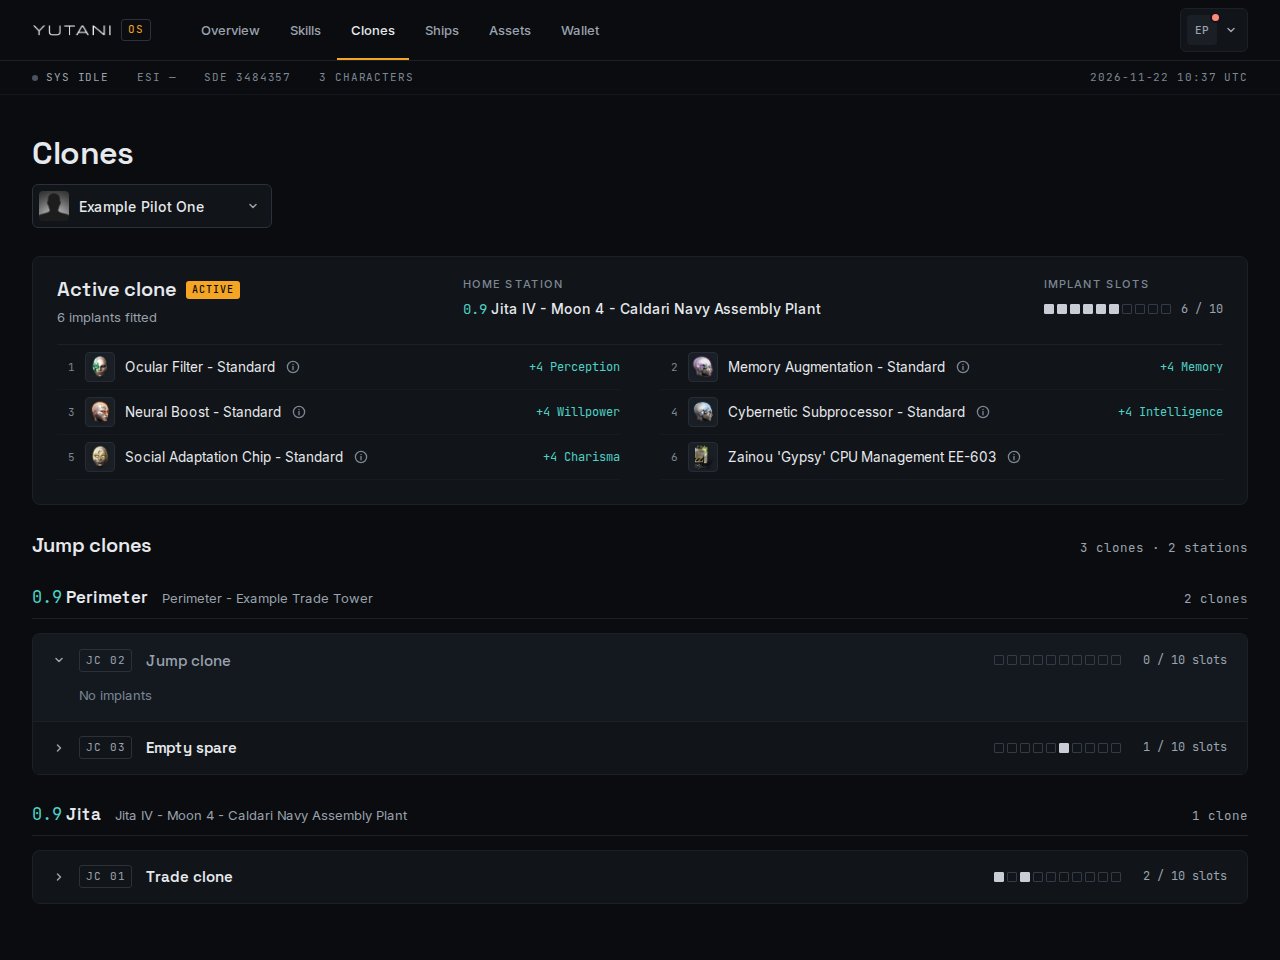 YUTANI OS Overview Skills Clones Ships Assets Wallet EP
SYS IDLE ESI — SDE 3484357 3 CHARACTERS 2026-11-22 10:37 UTC
Clones
Example Pilot One
Active clone ACTIVE
6 implants fitted
HOME STATION
0.9 Jita IV - Moon 4 - Caldari Navy Assembly Plant
IMPLANT SLOTS
6 / 10
1 Ocular Filter - Standard +4 Perception
2 Memory Augmentation - Standard +4 Memory
3 Neural Boost - Standard +4 Willpower
4 Cybernetic Subprocessor - Standard +4 Intelligence
5 Social Adaptation Chip - Standard +4 Charisma
6 Zainou 'Gypsy' CPU Management EE-603
Jump clones 3 clones · 2 stations
0.9 Perimeter Perimeter - Example Trade Tower 2 clones
JC 02 Jump clone 0 / 10 slots
No implants
JC 03 Empty spare 1 / 10 slots
0.9 Jita Jita IV - Moon 4 - Caldari Navy Assembly Plant 1 clone
JC 01 Trade clone 2 / 10 slots